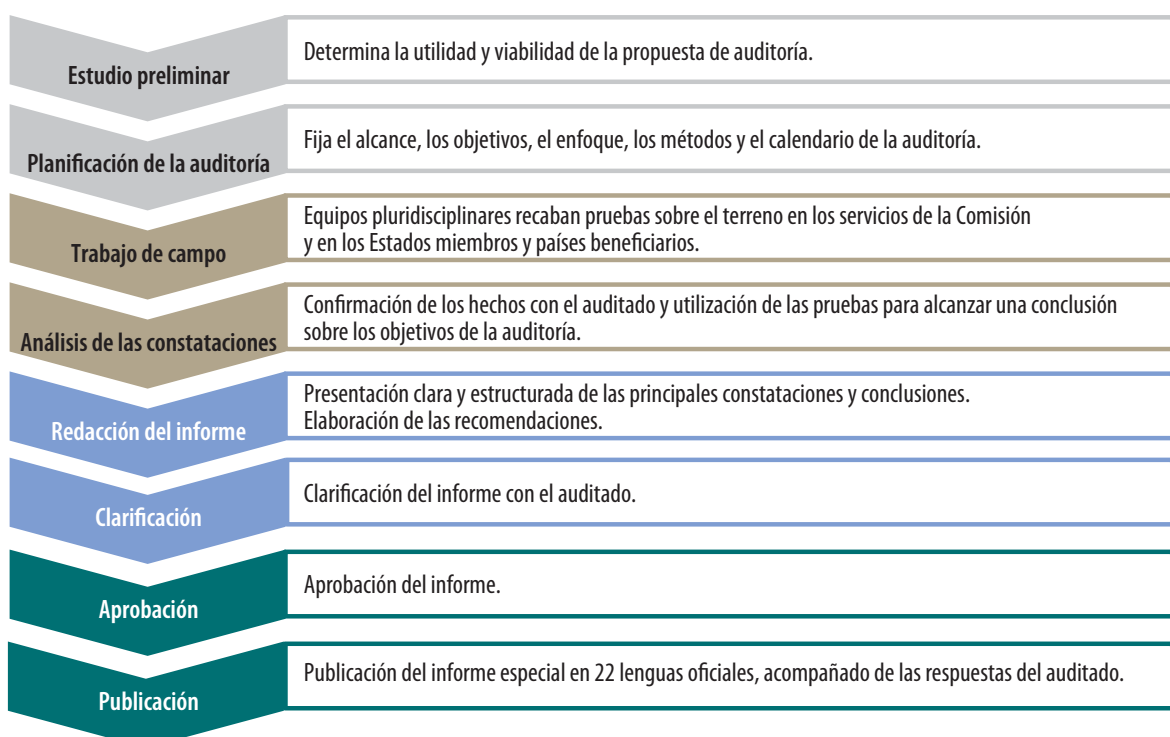 Estudio preliminar
Determina la utilidad y viabilidad de la propuesta de auditoría.
Planificación de la auditoría
Fija el alcance, los objetivos, el enfoque, los métodos y el calendario de la auditoría.
Trabajo de campo
Equipos pluridisciplinares recaban pruebas sobre el terreno en los servicios de la Comisión
y en los Estados miembros y países beneficiarios.
Análisis de las constataciones
Confirmación de los hechos con el auditado y utilización de las pruebas para alcanzar una conclusión
sobre los objetivos de la auditoría.
Redacción del informe
Presentación clara y estructurada de las principales constataciones y conclusiones.
Elaboración de las recomendaciones.
Clarificación
Clarificación del informe con el auditado.
Aprobación
Aprobación del informe.
Publicación
Publicación del informe especial en 22 lenguas oficiales, acompañado de las respuestas del auditado.